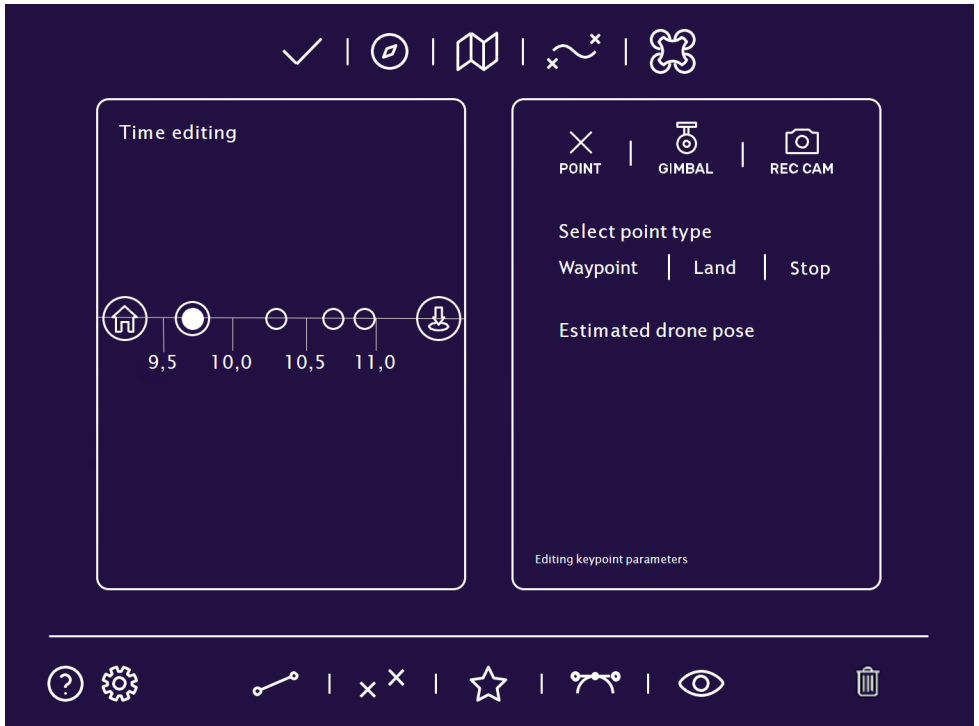 Time editing
9,5 10,0 10,5 11,0
POINT GIMBAL REC CAM
Select point type
Waypoint Land Stop
Estimated drone pose
Editing keypoint parameters
?